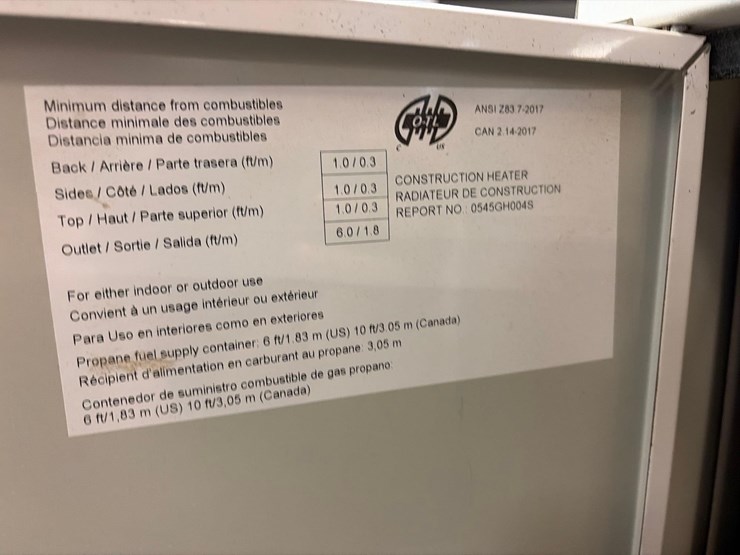 Minimum distance from combustibles
Distance minimale des combustibles
Distancia minima de combustibles
Back / Arrière / Parte trasera (ft/m) 1.0 / 0.3
Sides / Côté / Lados (ft/m) 1.0 / 0.3
Top / Haut / Parte superior (ft/m) 1.0 / 0.3
Outlet / Sortie / Salida (ft/m) 6.0 / 1.8
O-TL
C US
ANSI Z83.7-2017
CAN 2.14-2017
CONSTRUCTION HEATER
RADIATEUR DE CONSTRUCTION
REPORT NO.: 0545GH004S
For either indoor or outdoor use
Convient à un usage intérieur ou extérieur
Para Uso en interiores como en exteriores
Propane fuel supply container: 6 ft/1.83 m (US) 10 ft/3.05 m (Canada)
Récipient d'alimentation en carburant au propane: 3,05 m
Contenedor de suministro combustible de gas propano:
6 ft/1,83 m (US) 10 ft/3,05 m (Canada)